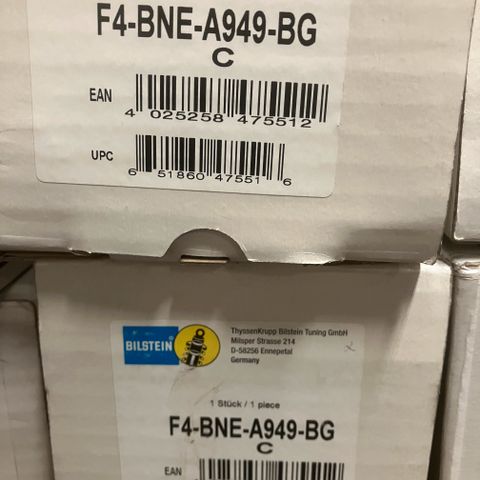 F4-BNE-A949-BG
C
EAN
4 025258 475512
UPC
6 51860 47551 6
BILSTEIN
ThyssenKrupp Bilstein Tuning GmbH
Milsper Strasse 214
D-58256 Ennepetal
Germany
1 Stück / 1 piece
F4-BNE-A949-BG
C
EAN